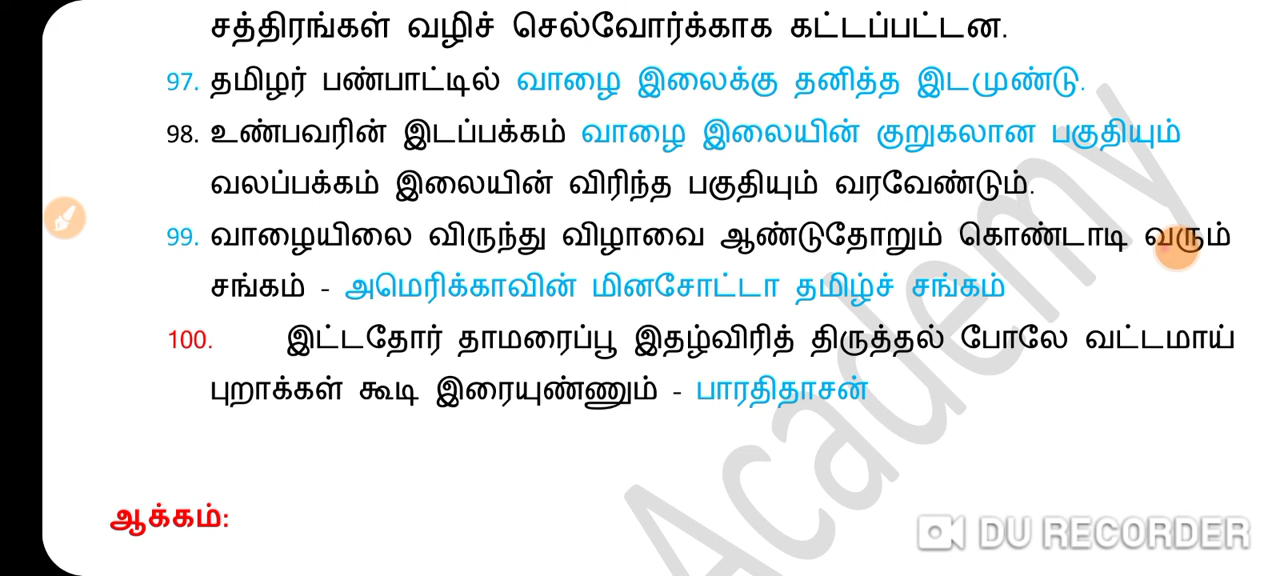 சத்திரங்கள் வழிச் செல்வோர்க்காக கட்டப்பட்டன.
97. தமிழர் பண்பாட்டில் வாழை இலைக்கு தனித்த இடமுண்டு.
98. உண்பவரின் இடப்பக்கம் வாழை இலையின் குறுகலான பகுதியும்
வலப்பக்கம் இலையின் விரிந்த பகுதியும் வரவேண்டும்.
99. வாழையிலை விருந்து விழாவை ஆண்டுதோறும் கொண்டாடி வரும்
சங்கம் - அமெரிக்காவின் மினசோட்டா தமிழ்ச் சங்கம்
100. இட்டதோர் தாமரைப்பூ இதழ்விரித் திருத்தல் போலே வட்டமாய்
புறாக்கள் கூடி இரையுண்ணும் - பாரதிதாசன்
Academy
ஆக்கம்:
DU RECORDER